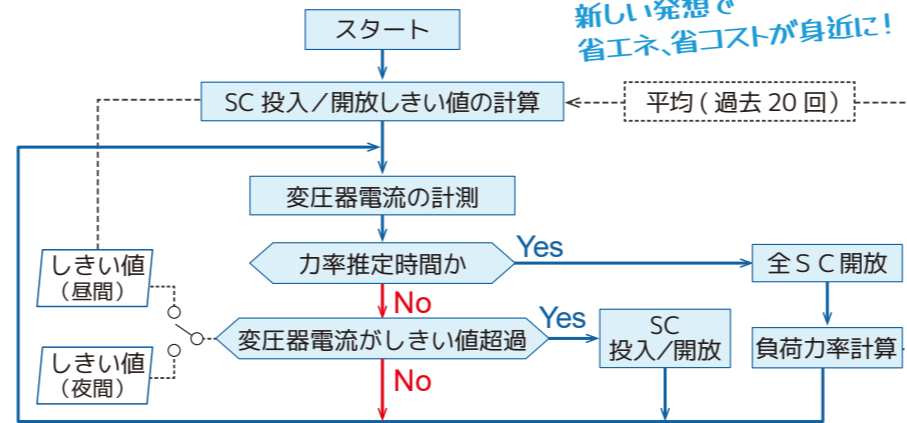 新しい発想で
省エネ、省コストが身近に!
スタート
SC 投入/開放しきい値の計算
平均 ( 過去 20 回 )
変圧器電流の計測
力率推定時間か
Yes
全SC開放
No
しきい値
(昼間)
変圧器電流がしきい値超過
Yes
SC
投入/開放
負荷力率計算
しきい値
(夜間)
No